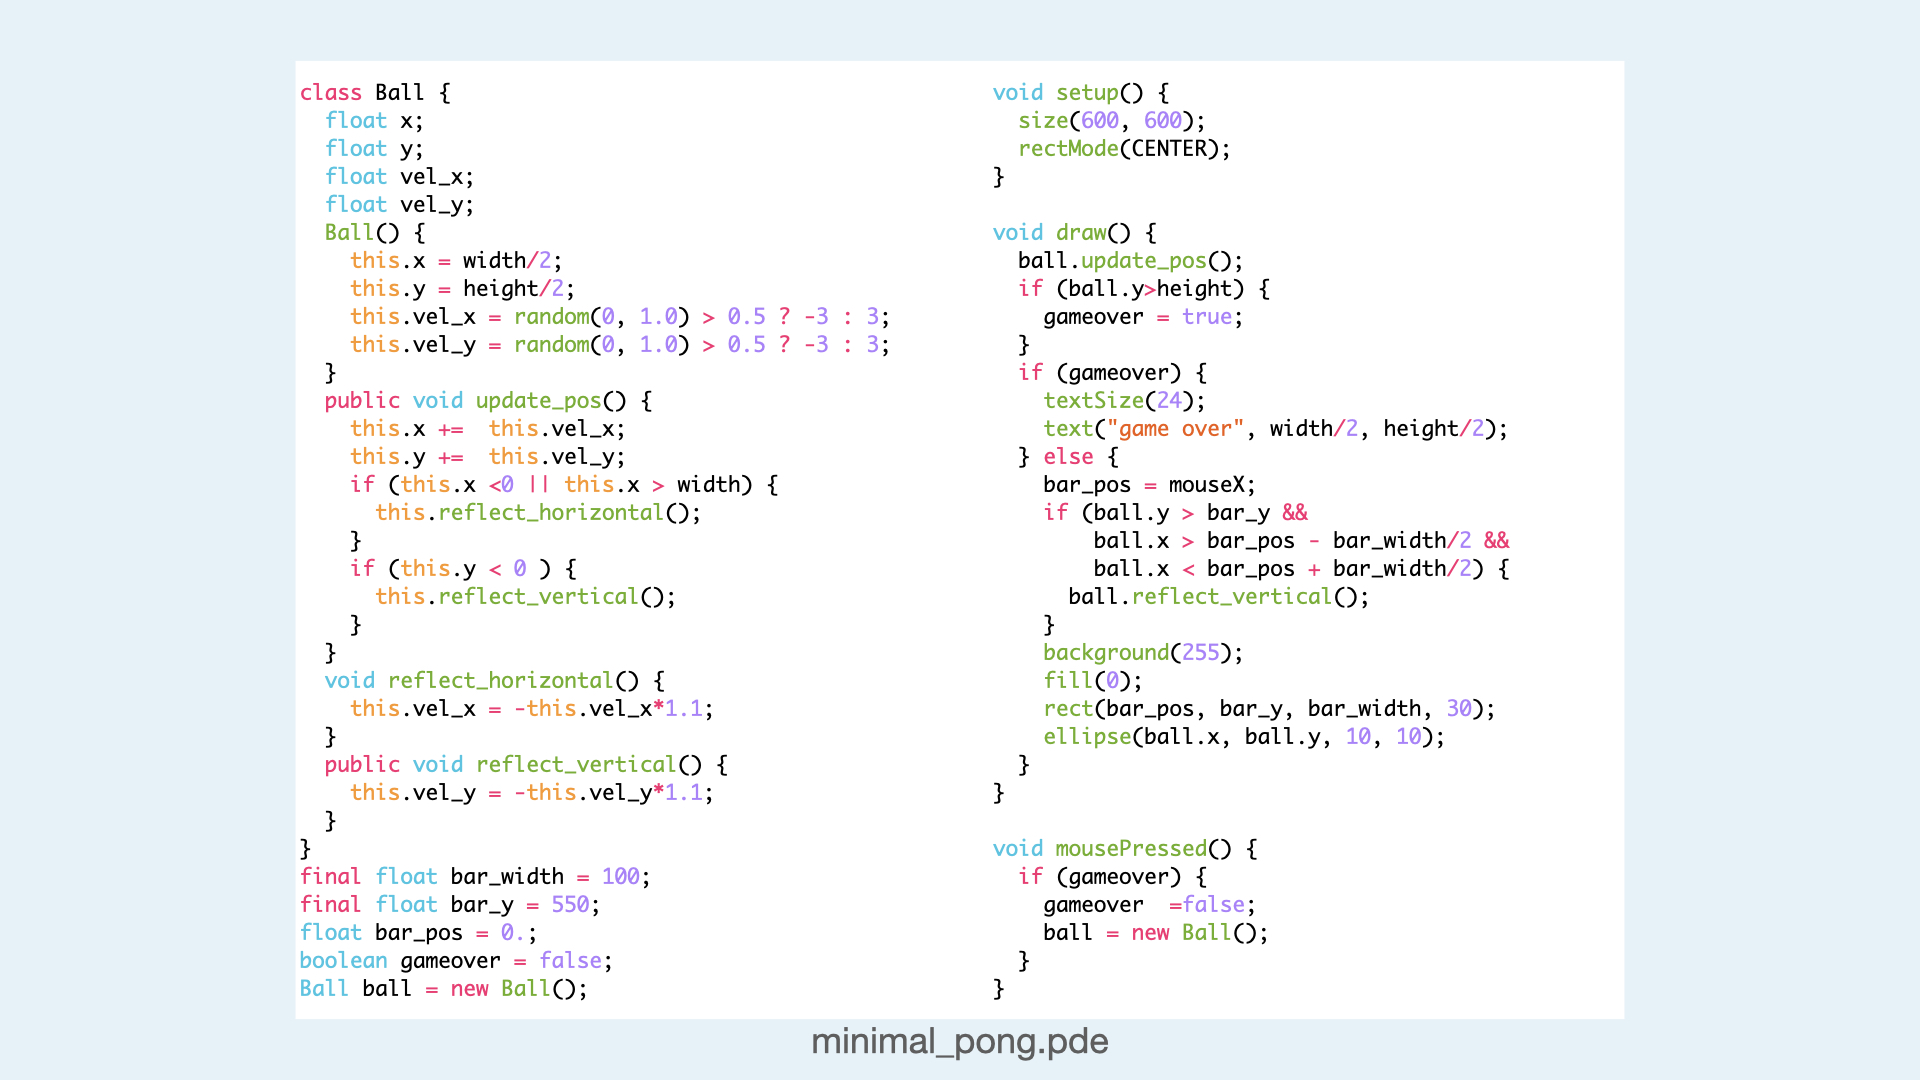 class Ball {
  float x;
  float y;
  float vel_x;
  float vel_y;
  Ball() {
    this.x = width/2;
    this.y = height/2;
    this.vel_x = random(0, 1.0) > 0.5 ? -3 : 3;
    this.vel_y = random(0, 1.0) > 0.5 ? -3 : 3;
  }
  public void update_pos() {
    this.x +=  this.vel_x;
    this.y +=  this.vel_y;
    if (this.x <0 || this.x > width) {
      this.reflect_horizontal();
    }
    if (this.y < 0 ) {
      this.reflect_vertical();
    }
  }
  void reflect_horizontal() {
    this.vel_x = -this.vel_x*1.1;
  }
  public void reflect_vertical() {
    this.vel_y = -this.vel_y*1.1;
  }
}
final float bar_width = 100;
final float bar_y = 550;
float bar_pos = 0.;
boolean gameover = false;
Ball ball = new Ball();
void setup() {
  size(600, 600);
  rectMode(CENTER);
}

void draw() {
  ball.update_pos();
  if (ball.y>height) {
    gameover = true;
  }
  if (gameover) {
    textSize(24);
    text("game over", width/2, height/2);
  } else {
    bar_pos = mouseX;
    if (ball.y > bar_y &&
        ball.x > bar_pos - bar_width/2 &&
        ball.x < bar_pos + bar_width/2) {
      ball.reflect_vertical();
    }
    background(255);
    fill(0);
    rect(bar_pos, bar_y, bar_width, 30);
    ellipse(ball.x, ball.y, 10, 10);
  }
}

void mousePressed() {
  if (gameover) {
    gameover  =false;
    ball = new Ball();
  }
}
minimal_pong.pde